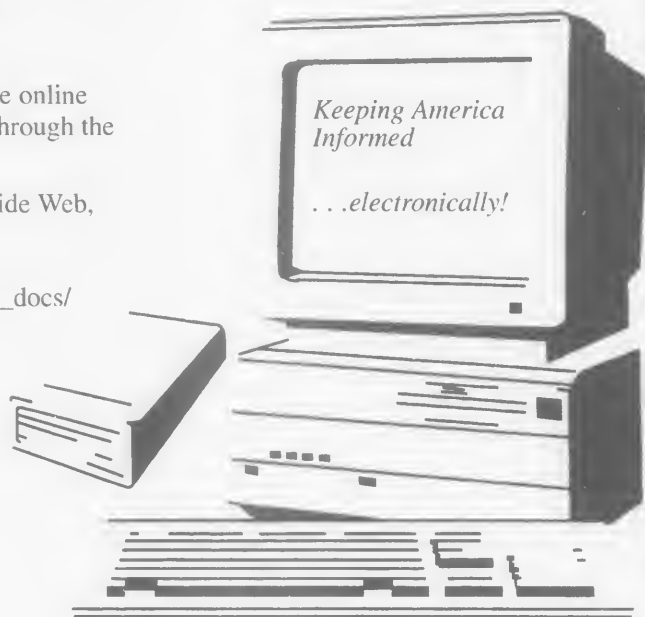 e online
hrough the
ide Web,
_docs/
Keeping America
Informed
. . .electronically!